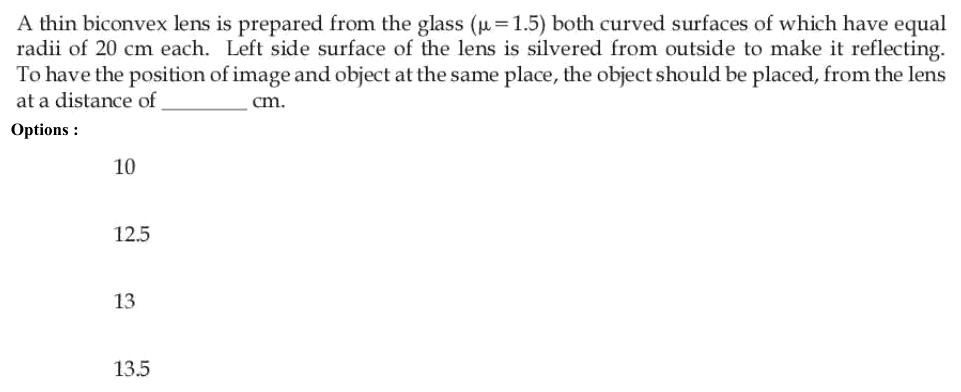 A thin biconvex lens is prepared from the glass (μ=1.5) both curved surfaces of which have equal
radii of 20 cm each. Left side surface of the lens is silvered from outside to make it reflecting.
To have the position of image and object at the same place, the object should be placed, from the lens
at a distance of ________ cm.
Options :
10
12.5
13
13.5